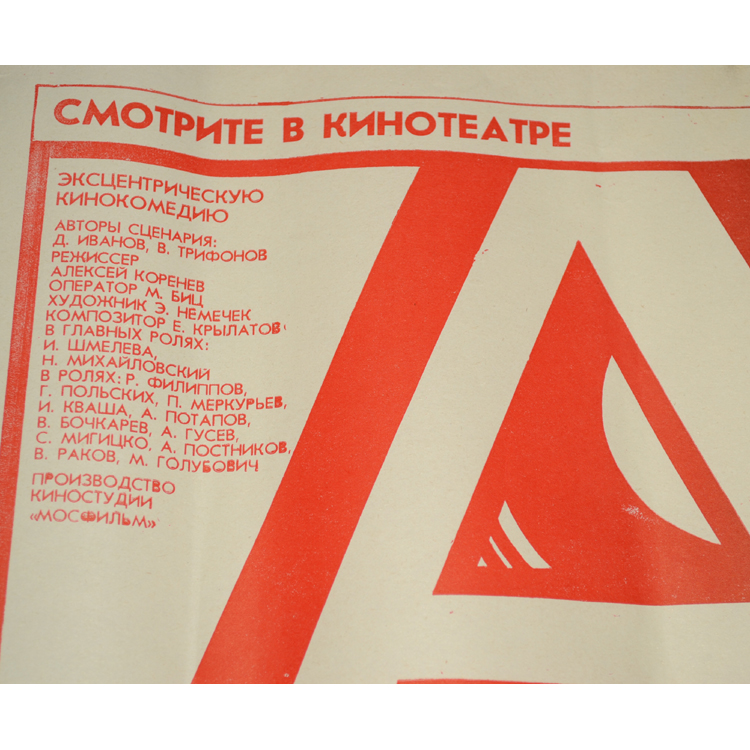 СМОТРИТЕ В КИНОТЕАТРЕ
ЭКСЦЕНТРИЧЕСКУЮ
КИНОКОМЕДИЮ
АВТОРЫ СЦЕНАРИЯ:
Д. ИВАНОВ, В. ТРИФОНОВ
РЕЖИССЕР
АЛЕКСЕЙ КОРЕНЕВ
ОПЕРАТОР М. БИЦ
ХУДОЖНИК Э. НЕМЕЧЕК
КОМПОЗИТОР Е. КРЫЛАТОВ
В ГЛАВНЫХ РОЛЯХ:
И. ШМЕЛЕВА,
Н. МИХАЙЛОВСКИЙ
В РОЛЯХ: Р. ФИЛИППОВ,
Г. ПОЛЬСКИХ, П. МЕРКУРЬЕВ,
И. КВАША, А. ПОТАПОВ,
В. БОЧКАРЕВ, А. ГУСЕВ,
С. МИГИЦКО, А. ПОСТНИКОВ,
В. РАКОВ, М. ГОЛУБОВИЧ
ПРОИЗВОДСТВО
КИНОСТУДИИ
«МОСФИЛЬМ»